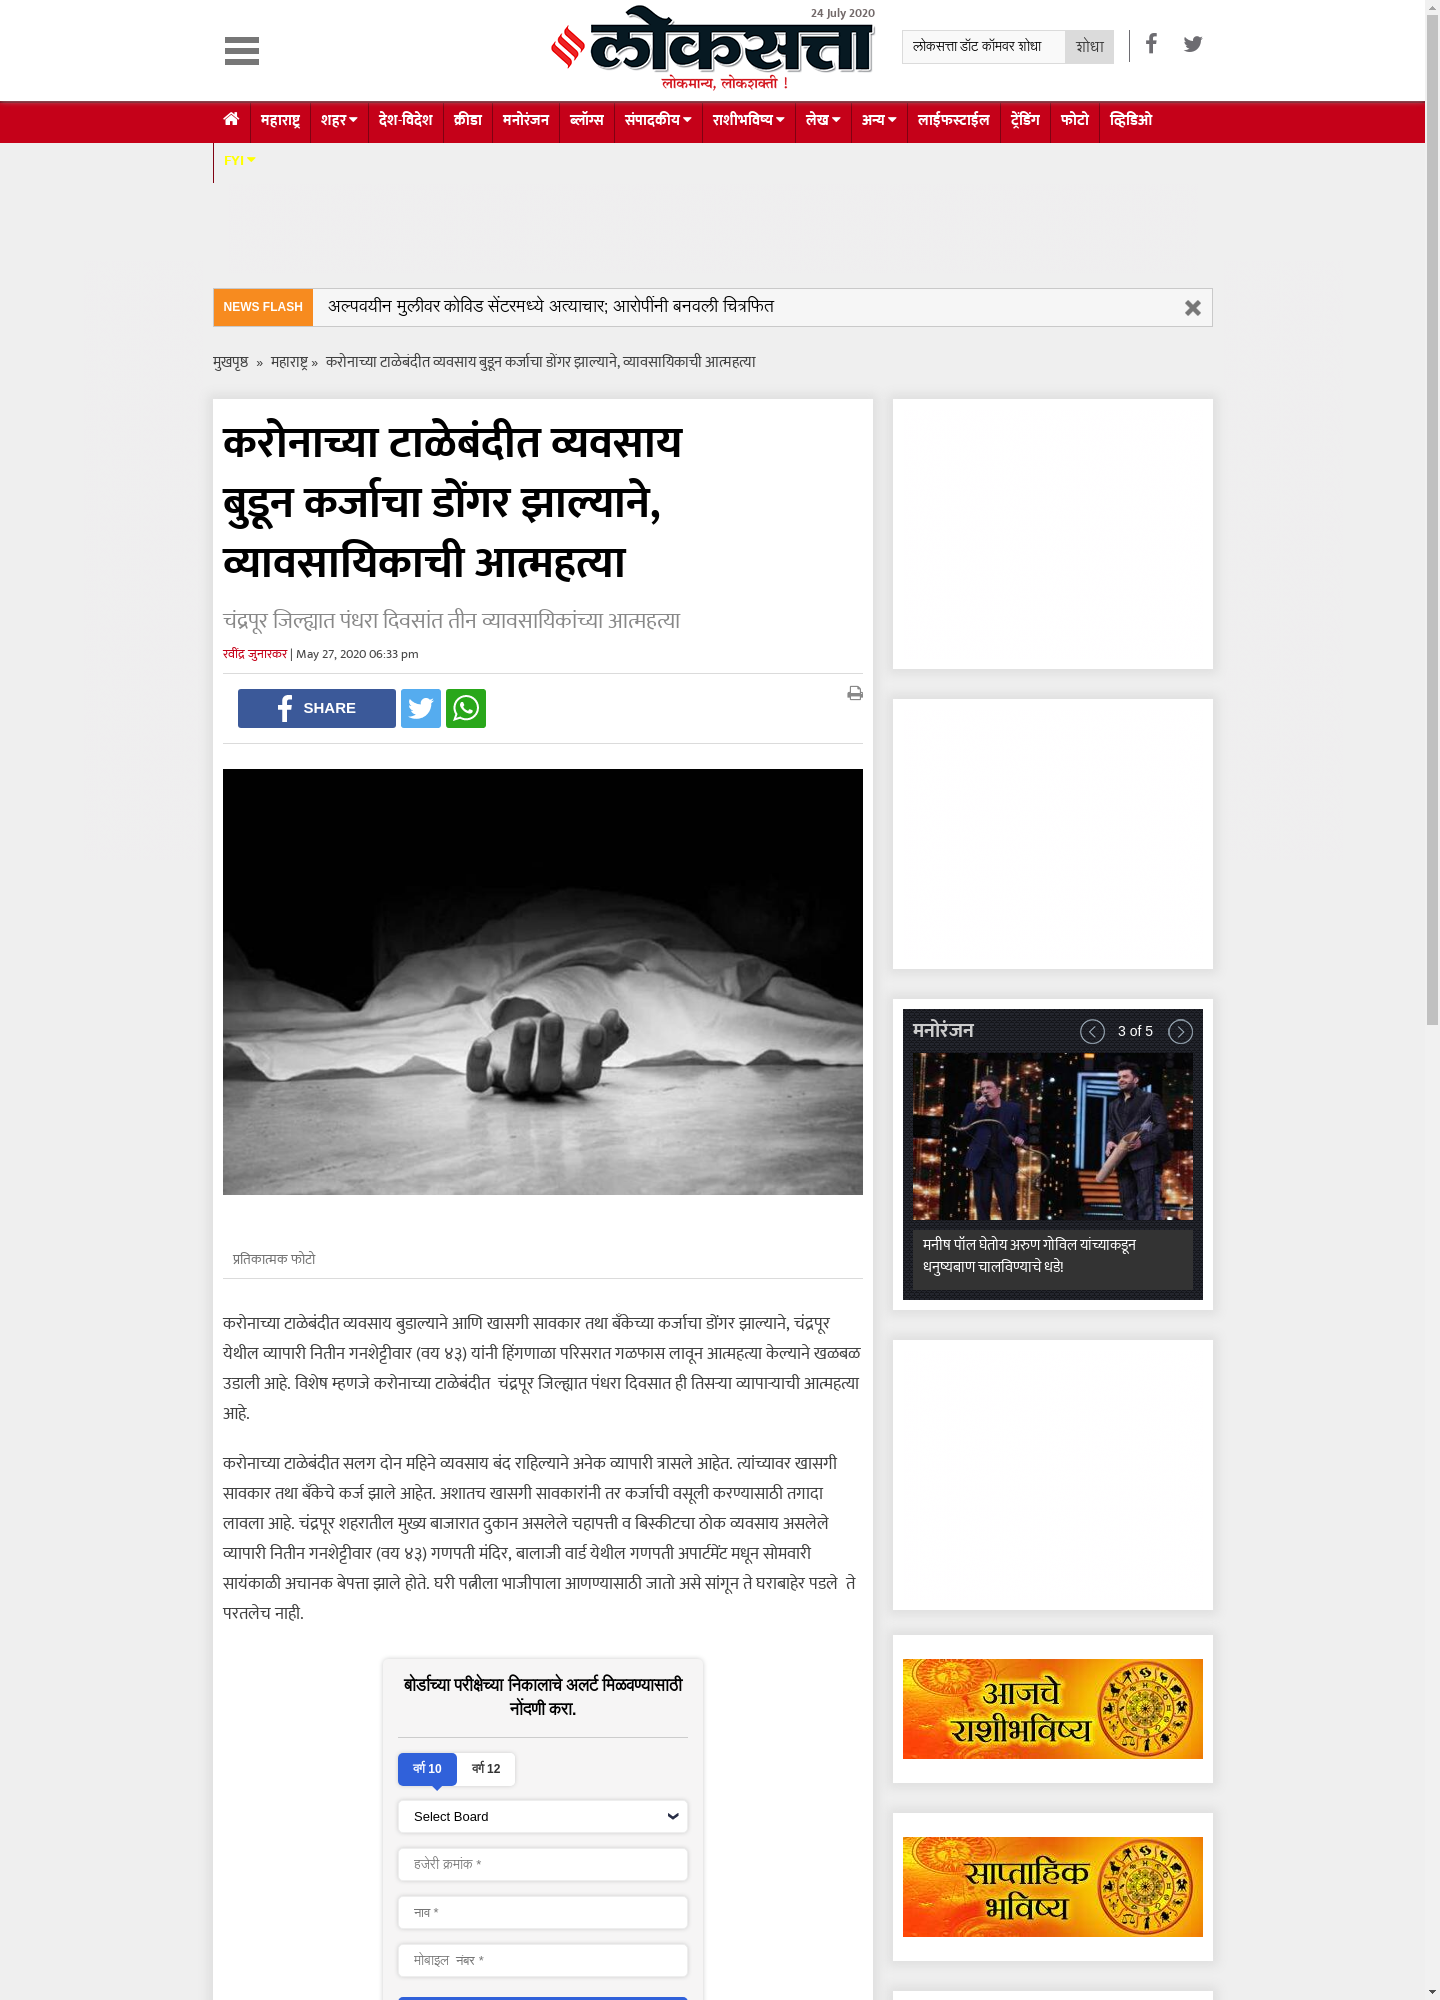 24 July 2020
लोकसत्ता
लोकमान्य, लोकशक्ती !
लोकसत्ता डॉट कॉमवर शोधा
शोधा
महाराष्ट्र शहर देश-विदेश क्रीडा मनोरंजन ब्लॉग्स संपादकीय राशीभविष्य लेख अन्य लाईफस्टाईल ट्रेंडिंग फोटो व्हिडिओ
FYI
NEWS FLASH अल्पवयीन मुलीवर कोविड सेंटरमध्ये अत्याचार; आरोपींनी बनवली चित्रफित
मुखपृष्ठ » महाराष्ट्र » करोनाच्या टाळेबंदीत व्यवसाय बुडून कर्जाचा डोंगर झाल्याने, व्यावसायिकाची आत्महत्या
करोनाच्या टाळेबंदीत व्यवसाय
बुडून कर्जाचा डोंगर झाल्याने,
व्यावसायिकाची आत्महत्या
चंद्रपूर जिल्ह्यात पंधरा दिवसांत तीन व्यावसायिकांच्या आत्महत्या
रवींद्र जुनारकर | May 27, 2020 06:33 pm
SHARE
प्रतिकात्मक फोटो
करोनाच्या टाळेबंदीत व्यवसाय बुडाल्याने आणि खासगी सावकार तथा बँकेच्या कर्जाचा डोंगर झाल्याने, चंद्रपूर
येथील व्यापारी नितीन गनशेट्टीवार (वय ४३) यांनी हिंगणाळा परिसरात गळफास लावून आत्महत्या केल्याने खळबळ
उडाली आहे. विशेष म्हणजे करोनाच्या टाळेबंदीत  चंद्रपूर जिल्ह्यात पंधरा दिवसात ही तिसऱ्या व्यापाऱ्याची आत्महत्या
आहे.
करोनाच्या टाळेबंदीत सलग दोन महिने व्यवसाय बंद राहिल्याने अनेक व्यापारी त्रासले आहेत. त्यांच्यावर खासगी
सावकार तथा बँकेचे कर्ज झाले आहेत. अशातच खासगी सावकारांनी तर कर्जाची वसूली करण्यासाठी तगादा
लावला आहे. चंद्रपूर शहरातील मुख्य बाजारात दुकान असलेले चहापत्ती व बिस्कीटचा ठोक व्यवसाय असलेले
व्यापारी नितीन गनशेट्टीवार (वय ४३) गणपती मंदिर, बालाजी वार्ड येथील गणपती अपार्टमेंट मधून सोमवारी
सायंकाळी अचानक बेपत्ता झाले होते. घरी पत्नीला भाजीपाला आणण्यासाठी जातो असे सांगून ते घराबाहेर पडले  ते
परतलेच नाही.
बोर्डाच्या परीक्षेच्या निकालाचे अलर्ट मिळवण्यासाठी
नोंदणी करा.
वर्ग 10 वर्ग 12
Select Board
हजेरी क्रमांक *
नाव *
मोबाइल  नंबर *
मनोरंजन 3 of 5
मनीष पॉल घेतोय अरुण गोविल यांच्याकडून
धनुष्यबाण चालविण्याचे धडे!
आजचे
राशीभविष्य
साप्ताहिक
भविष्य